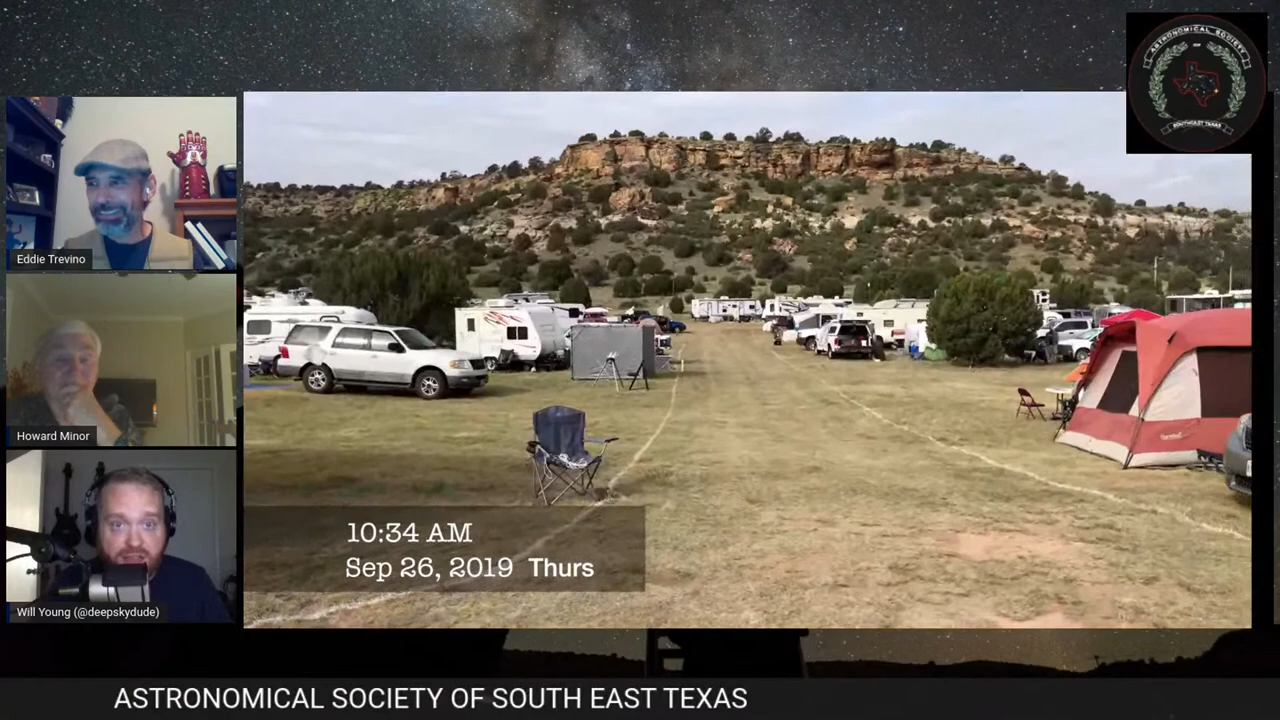 ASTRONOMICAL SOCIETY
SOUTHEAST TEXAS
Eddie Trevino
Howard Minor
Will Young (@deepskydude)
10:34 AM
Sep 26, 2019 Thurs
ASTRONOMICAL SOCIETY OF SOUTH EAST TEXAS